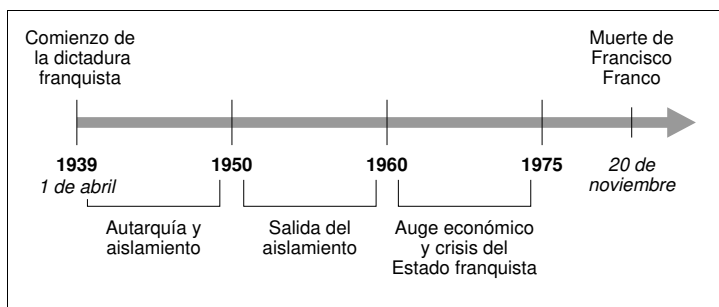 Comienzo de
la dictadura
franquista
Muerte de
Francisco
Franco
1939
1 de abril
1950
1960
1975
20 de
noviembre
Autarquía y
aislamiento
Salida del
aislamiento
Auge económico
y crisis del
Estado franquista